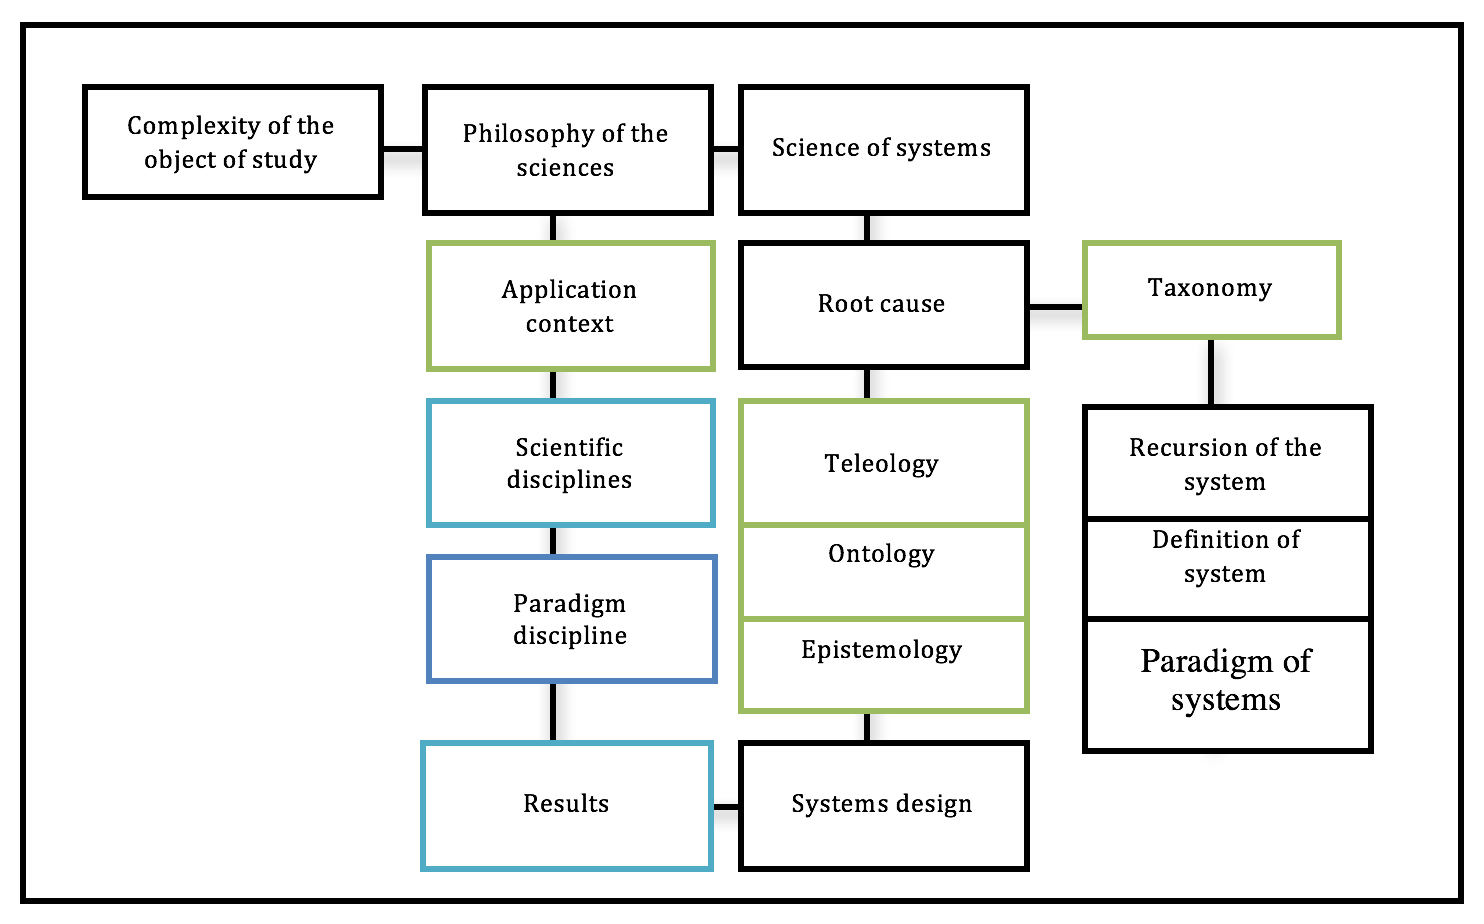 Complexity of the
object of study
Philosophy of the
sciences
Science of systems
Application
context
Root cause
Taxonomy
Scientific
disciplines
Teleology
Recursion of the
system
Ontology
Definition of
system
Paradigm
discipline
Epistemology
Paradigm of
systems
Results
Systems design